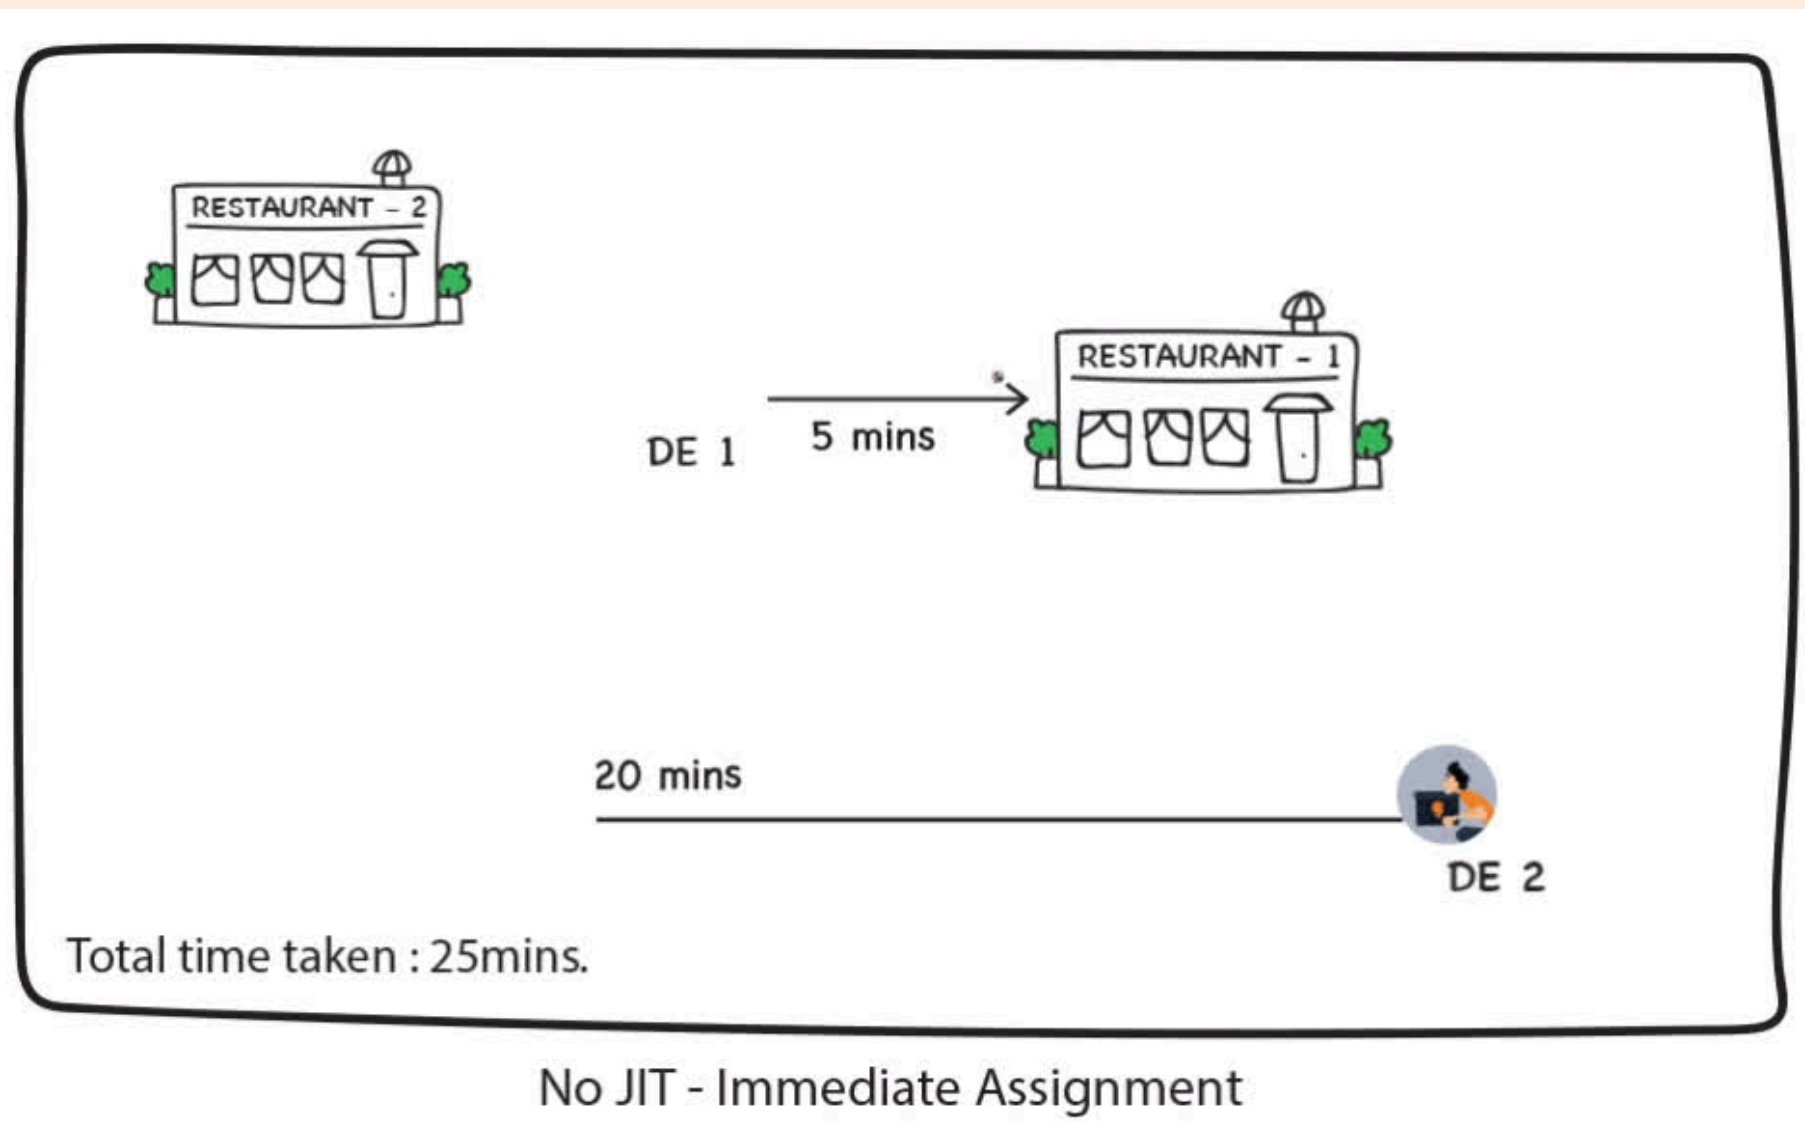 RESTAURANT - 2
RESTAURANT - 1
DE 1
5 mins
20 mins
DE 2
Total time taken : 25mins.
No JIT - Immediate Assignment